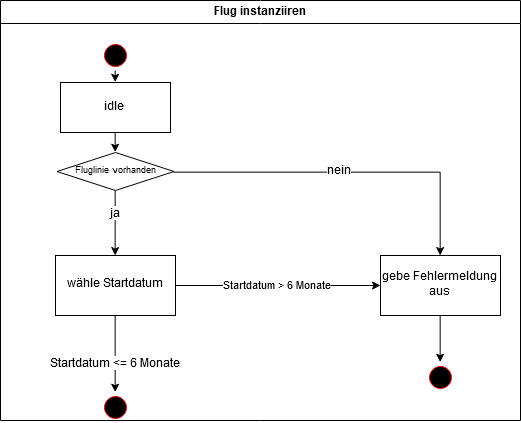 Flug instanziiren
idle
Fluglinie vorhanden
nein
ja
wähle Startdatum
Startdatum > 6 Monate
gebe Fehlermeldung
aus
Startdatum <= 6 Monate